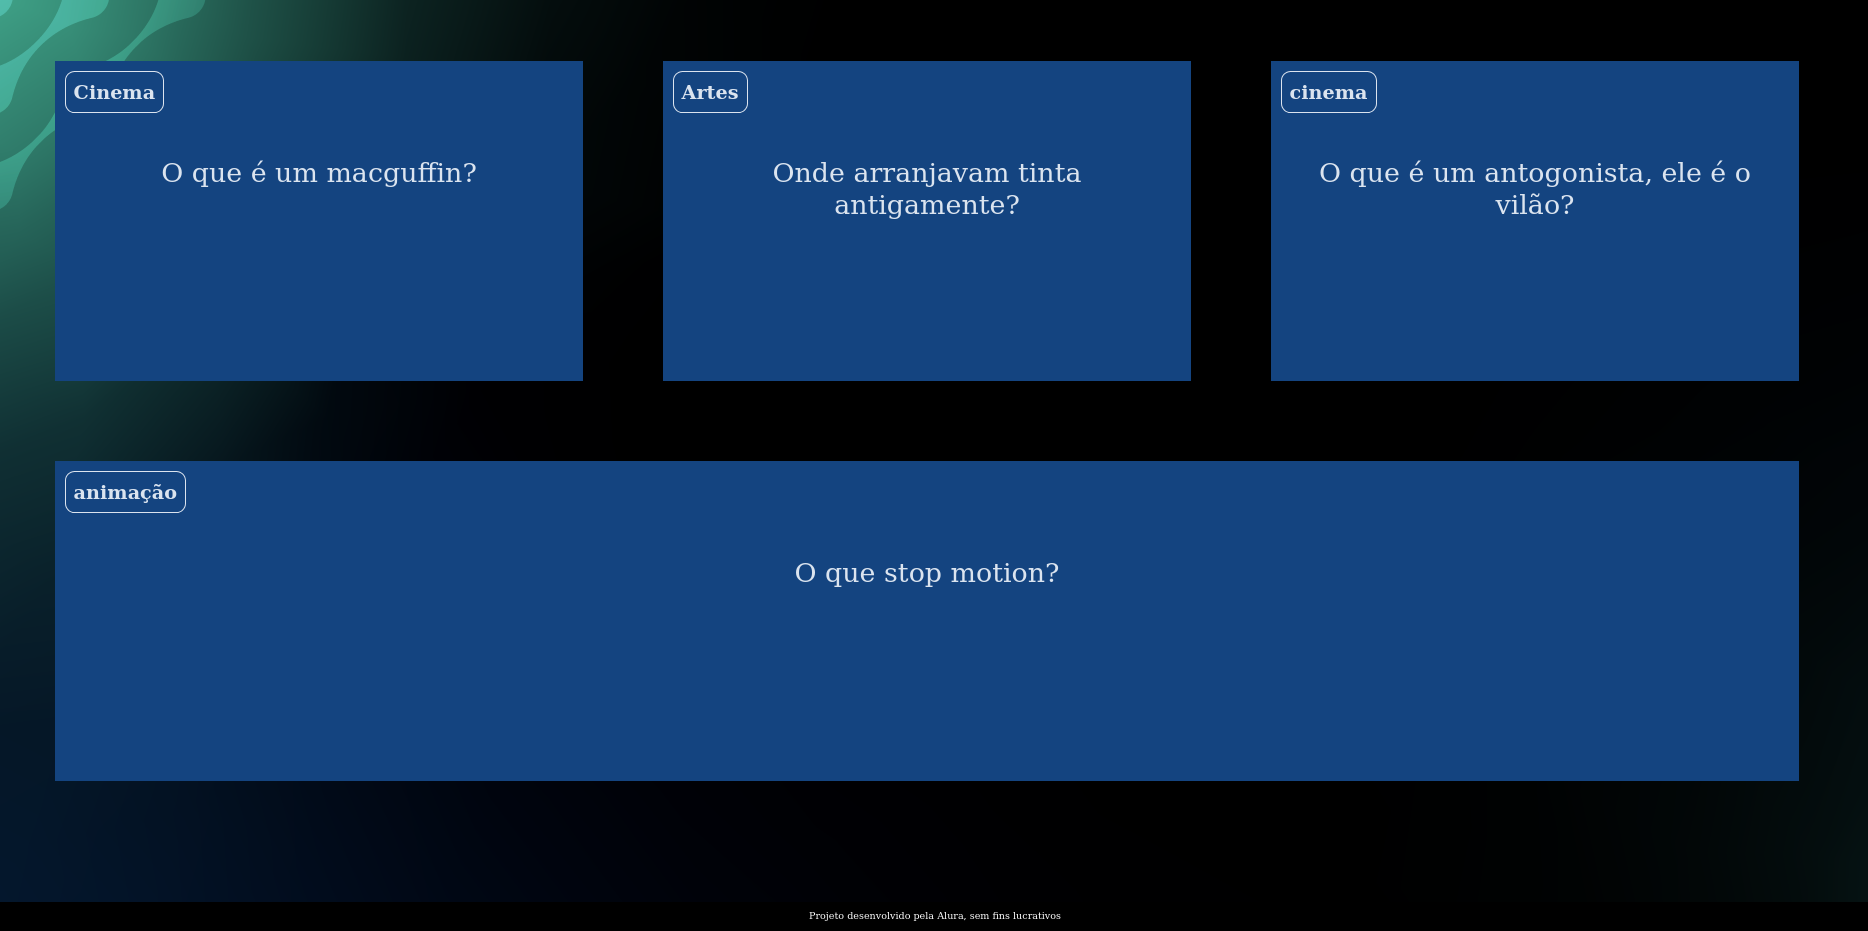 Cinema
O que é um macguffin?
Artes
Onde arranjavam tinta
antigamente?
cinema
O que é um antogonista, ele é o
vilão?
animação
O que stop motion?
Projeto desenvolvido pela Alura, sem fins lucrativos